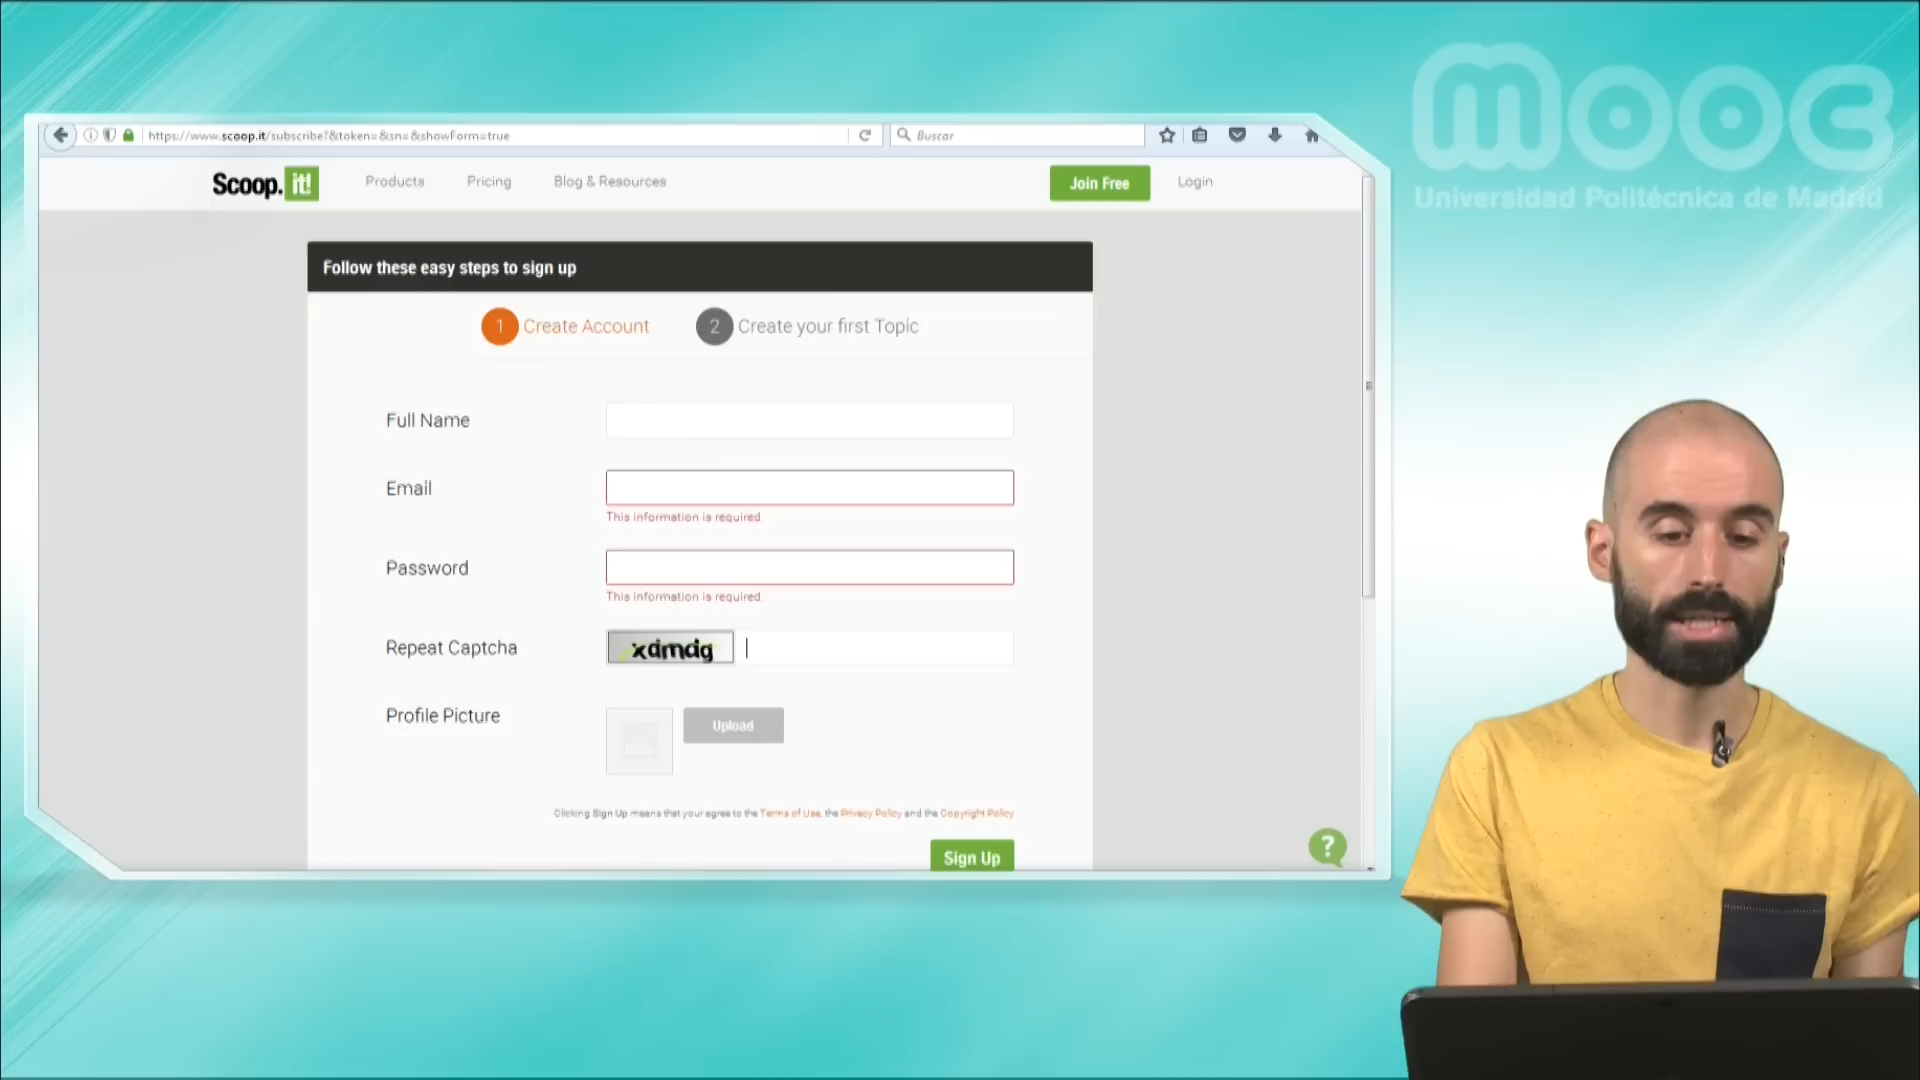 mooc
Universidad Politécnica de Madrid
https://www.scoop.it/subscribe?&token=&sn=&showForm=true
Buscar
Scoop.it!
Products
Pricing
Blog & Resources
Join Free
Login
Follow these easy steps to sign up
1 Create Account
2 Create your first Topic
Full Name
Email
This information is required.
Password
This information is required.
Repeat Captcha
xdmdg
Profile Picture
Upload
Clicking Sign Up means that your agree to the Terms of Use, the Privacy Policy and the Copyright Policy
Sign Up
?